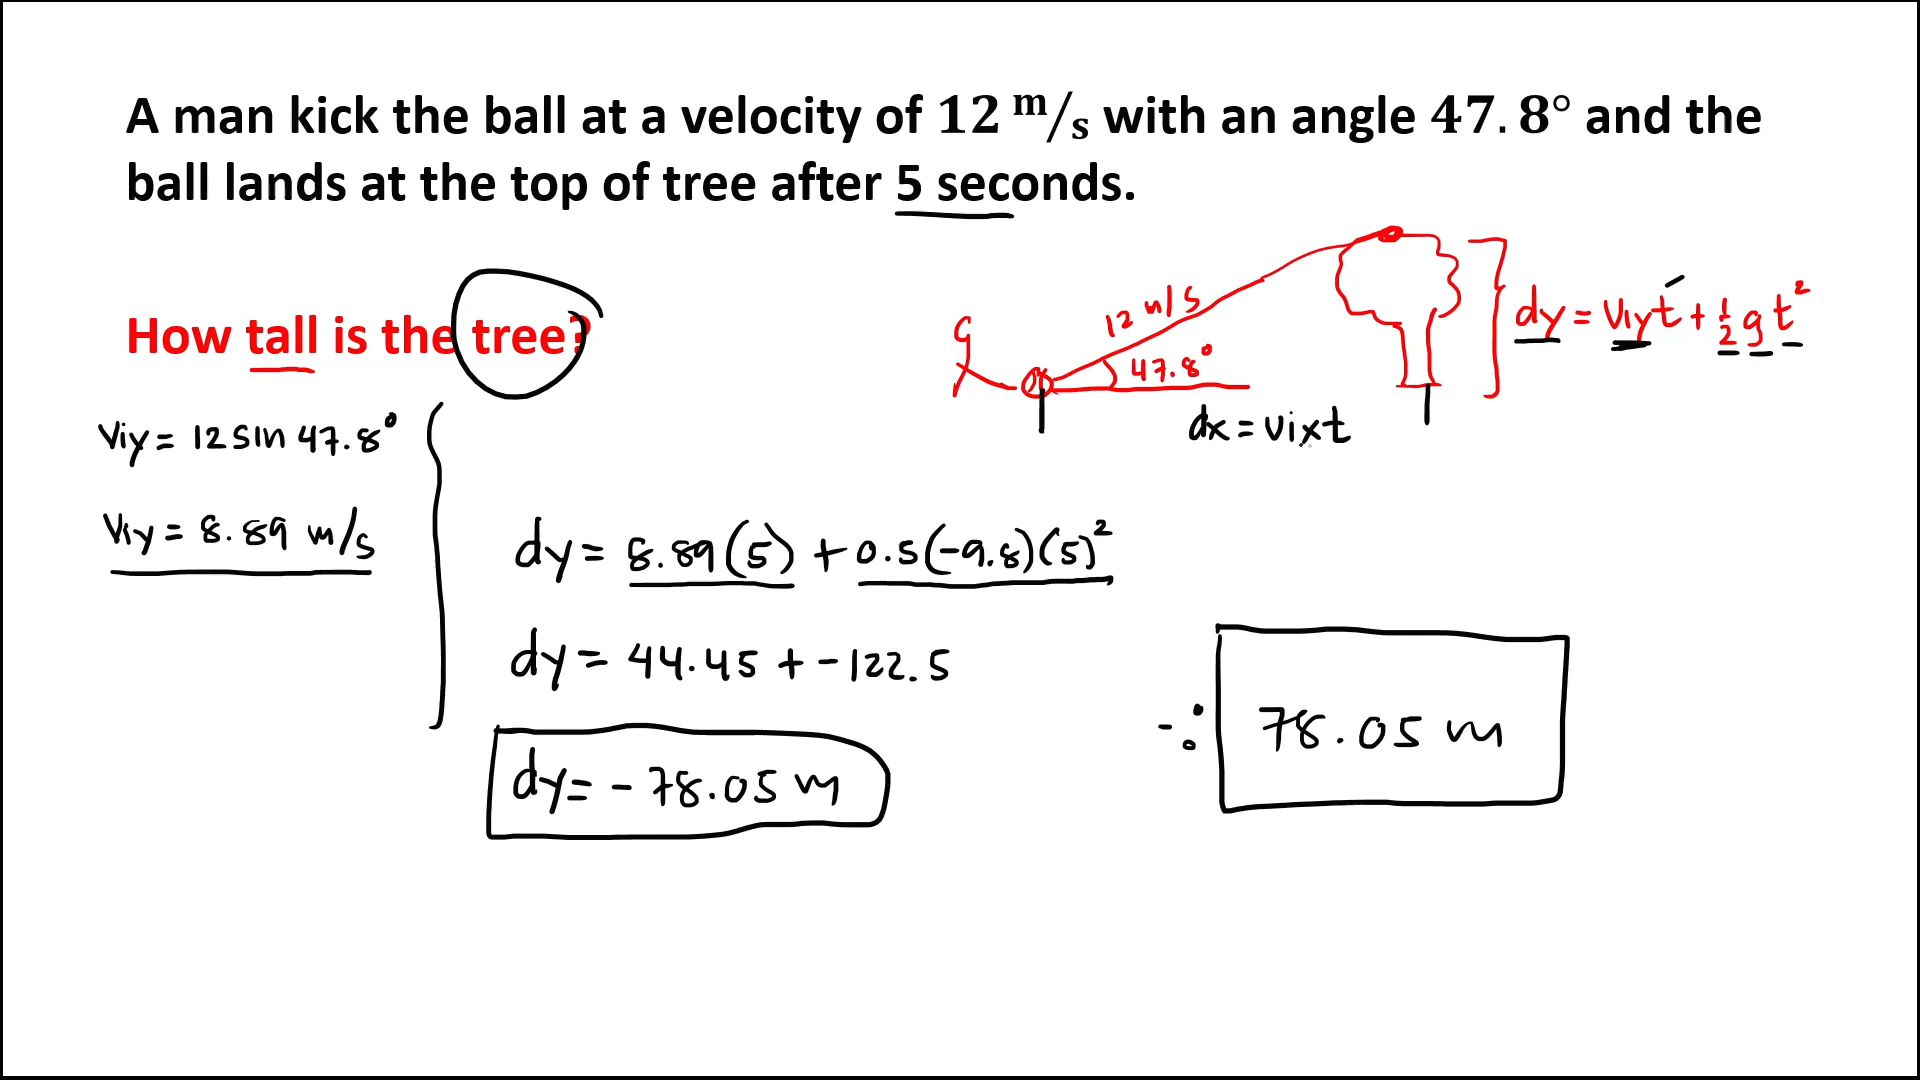 A man kick the ball at a velocity of 12 m/s with an angle 47.8° and the
ball lands at the top of tree after 5 seconds.
How tall is the tree?
12 m/s
47.8°
dy = viyt + 1/2 g t²
dx = vixt
Viy = 12 sin 47.8°
Viy = 8.89 m/s
dy = 8.89(5) + 0.5(-9.8)(5)²
dy = 44.45 + -122.5
dy = - 78.05 m
78.05 m